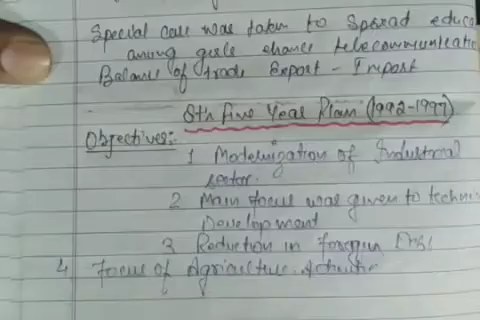 Special care was taken to Spread educa
among girls chance telecommunicatio
Balance of trade Export - Import
8th five Year Plan (1992-1997)
Objectives:-
1 Modernization of Industrial
sector.
2 Main focus was given to techni
Development
3 Reduction in foreign
4 Focus of Agriculture